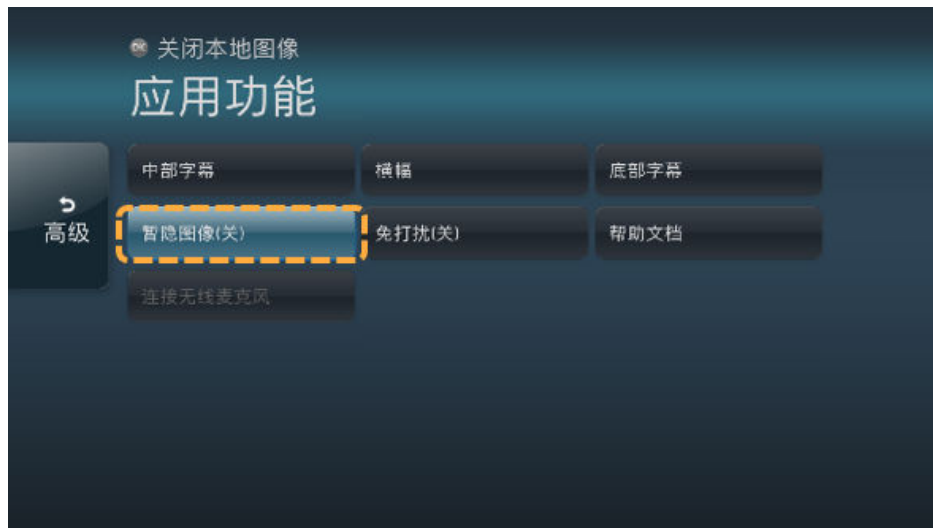 关闭本地图像
应用功能
中部字幕
横幅
底部字幕
高级
暂隐图像(关)
免打扰(关)
帮助文档
连接无线麦克风